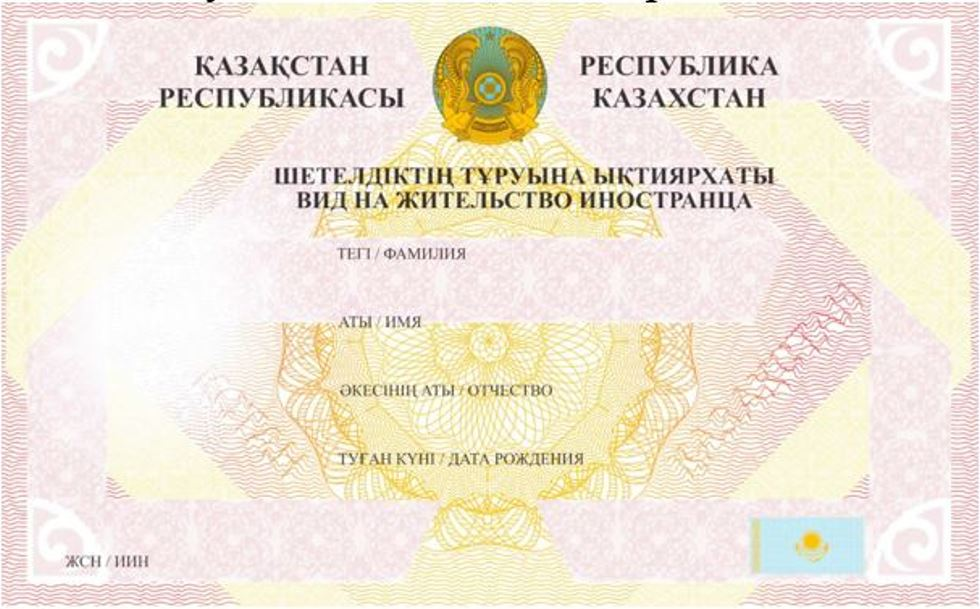 ҚАЗАҚСТАН
РЕСПУБЛИКАСЫ
РЕСПУБЛИКА
КАЗАХСТАН
ШЕТЕЛДІКТІҢ ТҰРУЫНА ЫҚТИЯРХАТЫ
ВИД НА ЖИТЕЛЬСТВО ИНОСТРАНЦА
ТЕГІ / ФАМИЛИЯ
АТЫ / ИМЯ
ӘКЕСІНІҢ АТЫ / ОТЧЕСТВО
ТУҒАН КҮНІ / ДАТА РОЖДЕНИЯ
ЖСН / ИИН